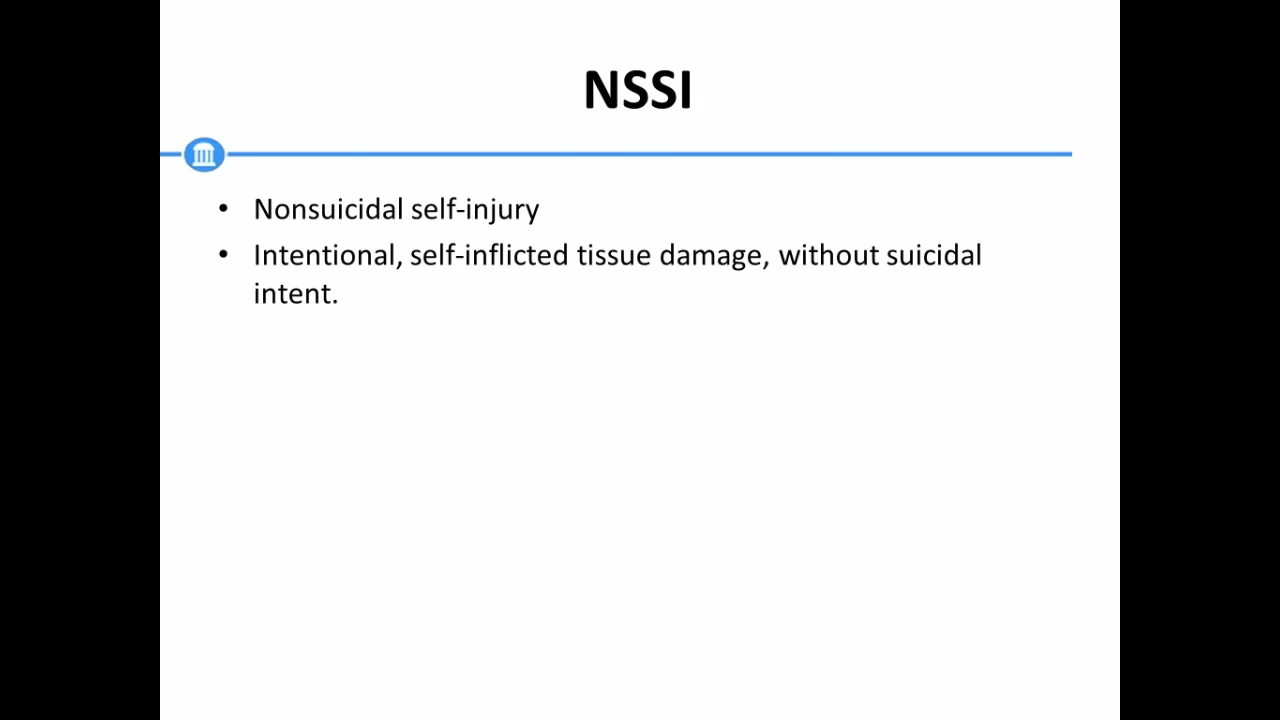 NSSI
• Nonsuicidal self-injury
• Intentional, self-inflicted tissue damage, without suicidal
intent.